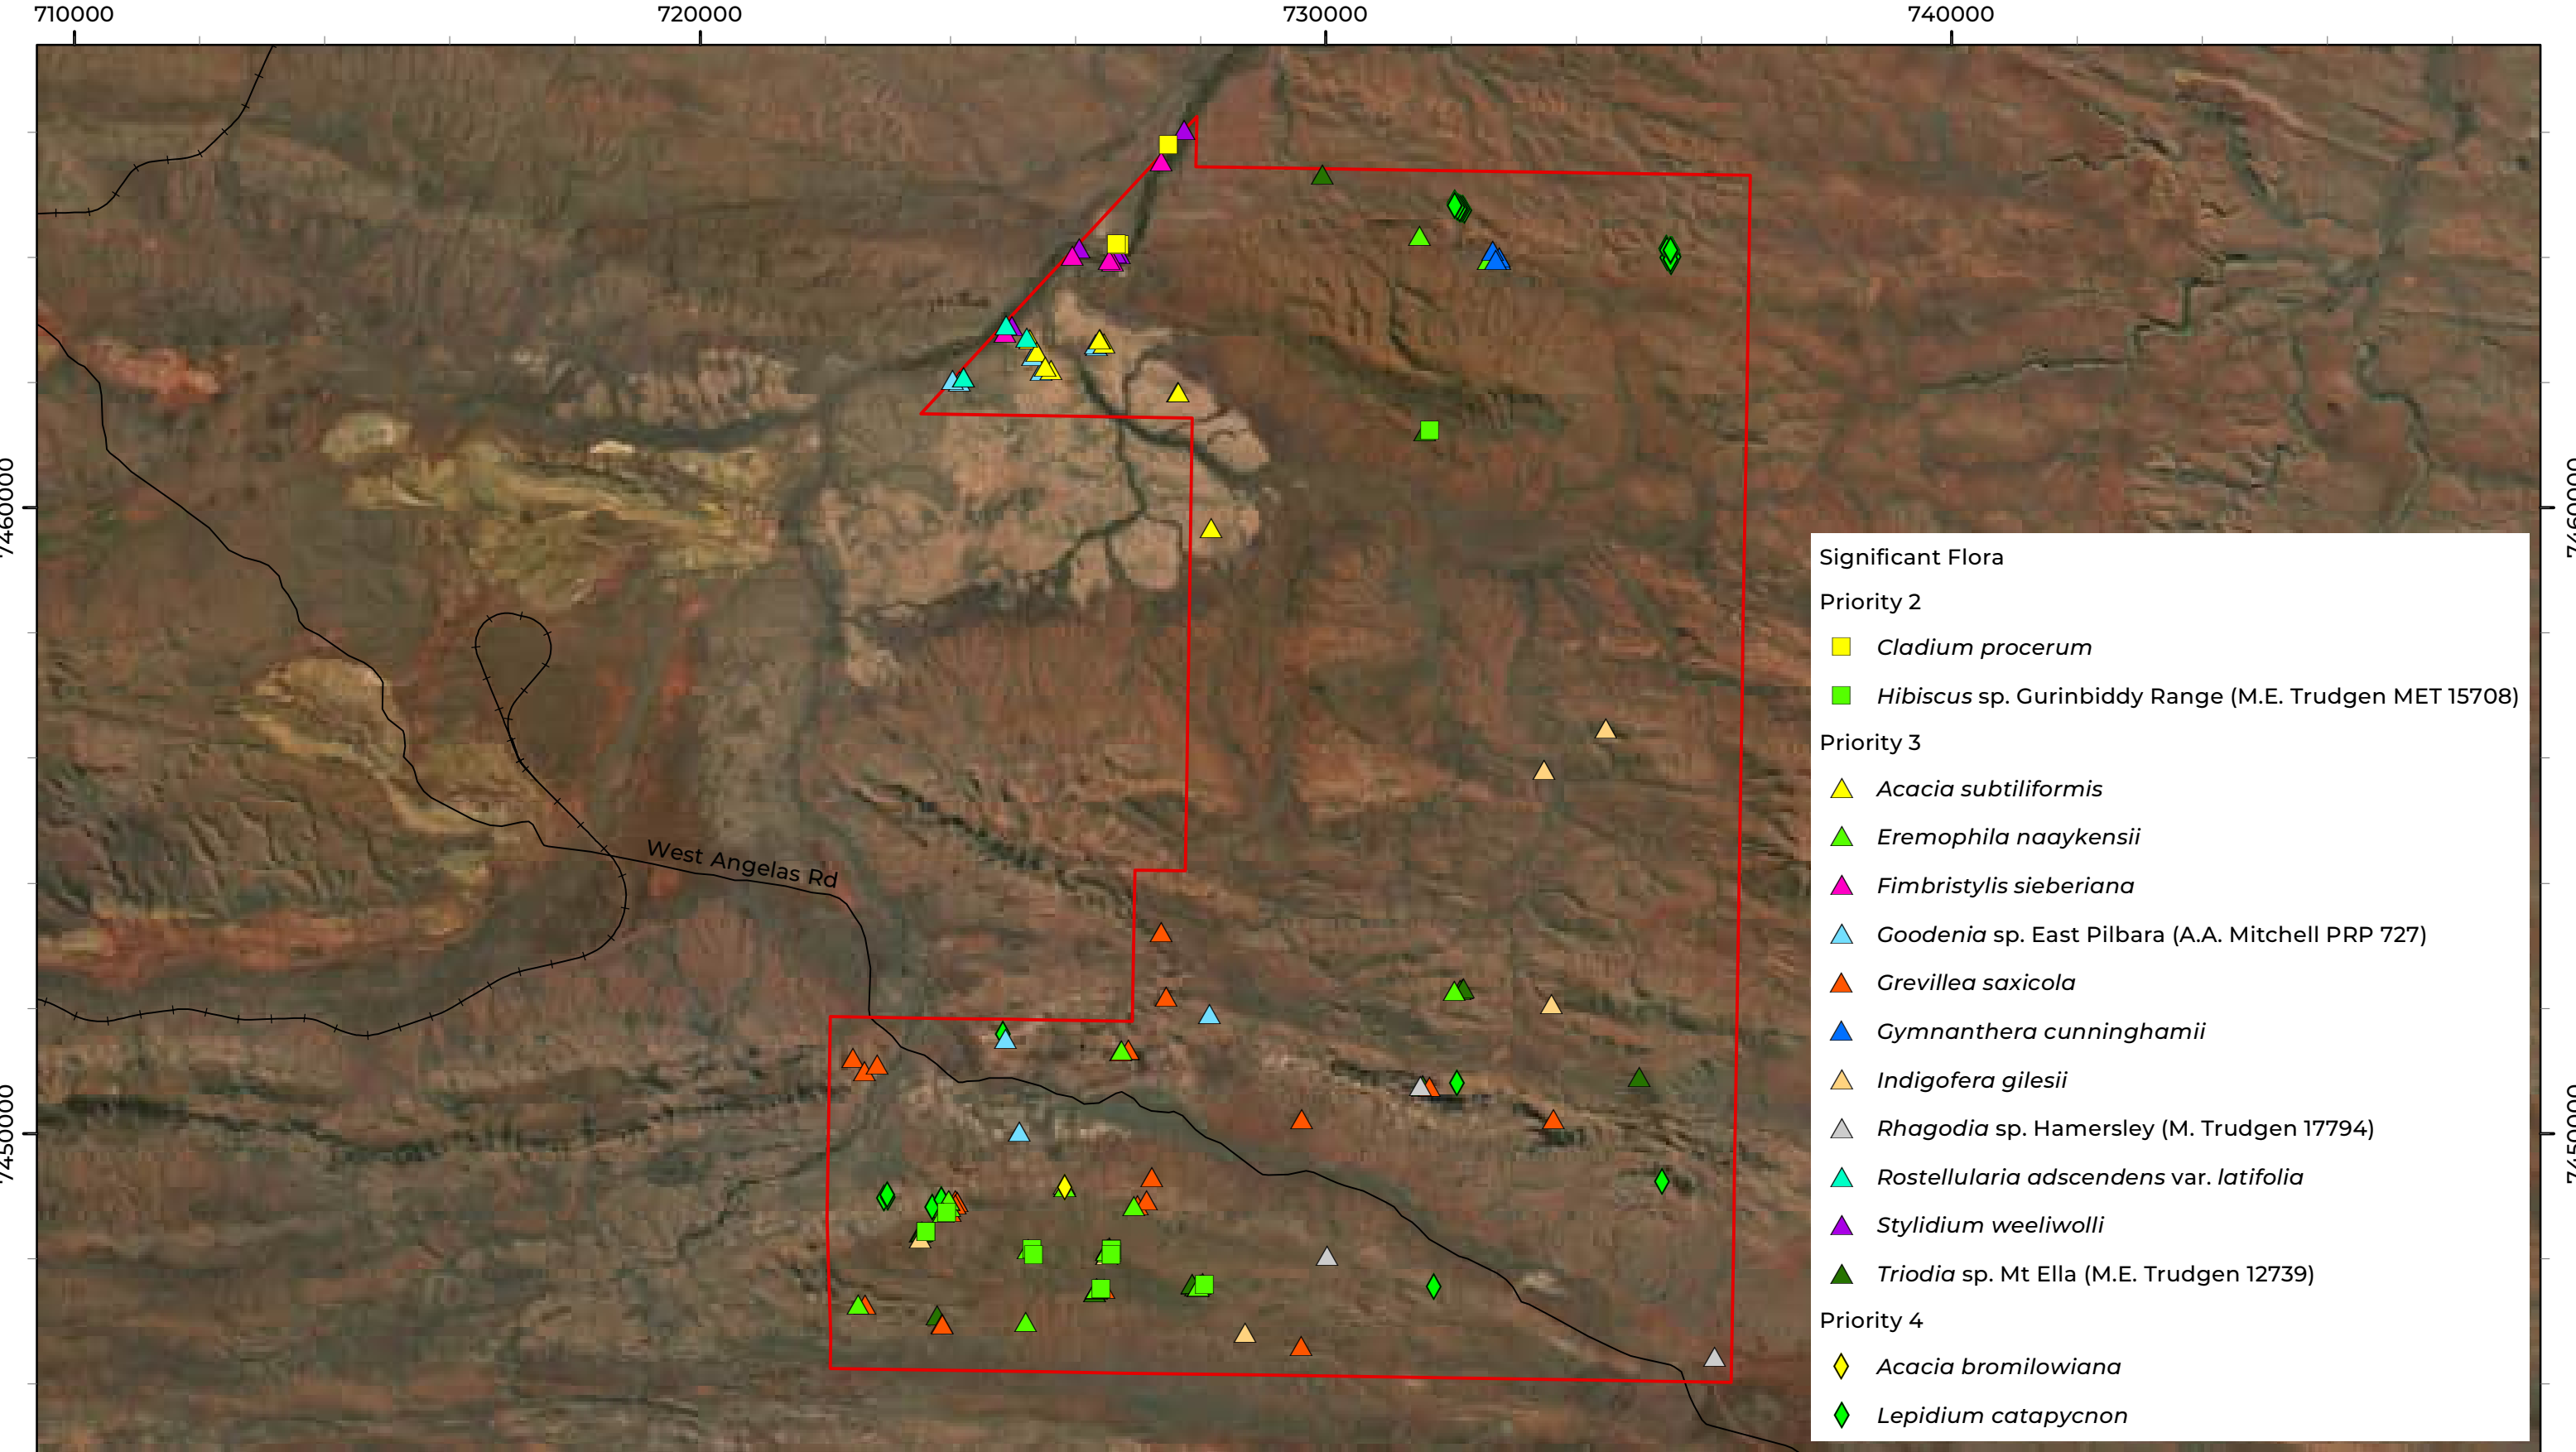 710000
720000
730000
740000
7460000
7460000
West Angelas Rd
7450000
7450000
Significant Flora
Priority 2
Cladium procerum
Hibiscus sp. Gurinbiddy Range (M.E. Trudgen MET 15708)
Priority 3
Acacia subtiliformis
Eremophila naaykensii
Fimbristylis sieberiana
Goodenia sp. East Pilbara (A.A. Mitchell PRP 727)
Grevillea saxicola
Gymnanthera cunninghamii
Indigofera gilesii
Rhagodia sp. Hamersley (M. Trudgen 17794)
Rostellularia adscendens var. latifolia
Stylidium weeliwolli
Triodia sp. Mt Ella (M.E. Trudgen 12739)
Priority 4
Acacia bromilowiana
Lepidium catapycnon